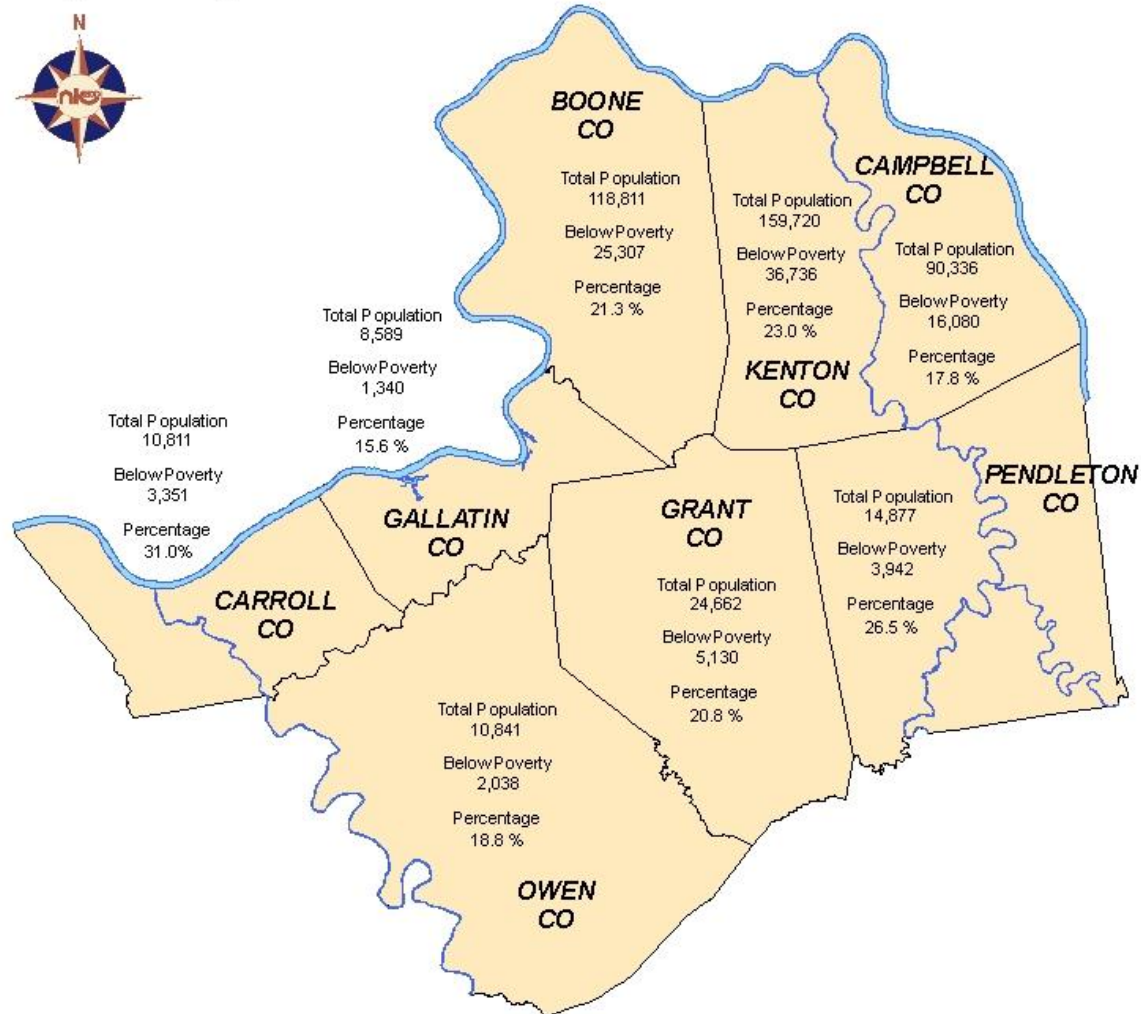 N
BOONE
CO
Total Population
118,811
Below Poverty
25,307
Percentage
21.3 %
Total Population
159,720
Below Poverty
36,736
Percentage
23.0 %
KENTON
CO
CAMPBELL
CO
Total Population
90,336
Below Poverty
16,080
Percentage
17.8 %
Total Population
8,589
Below Poverty
1,340
Percentage
15.6 %
GALLATIN
CO
Total Population
10,811
Below Poverty
3,351
Percentage
31.0%
CARROLL
CO
GRANT
CO
Total Population
24,662
Below Poverty
5,130
Percentage
20.8 %
PENDLETON
CO
Total Population
14,877
Below Poverty
3,942
Percentage
26.5 %
Total Population
10,841
Below Poverty
2,038
Percentage
18.8 %
OWEN
CO